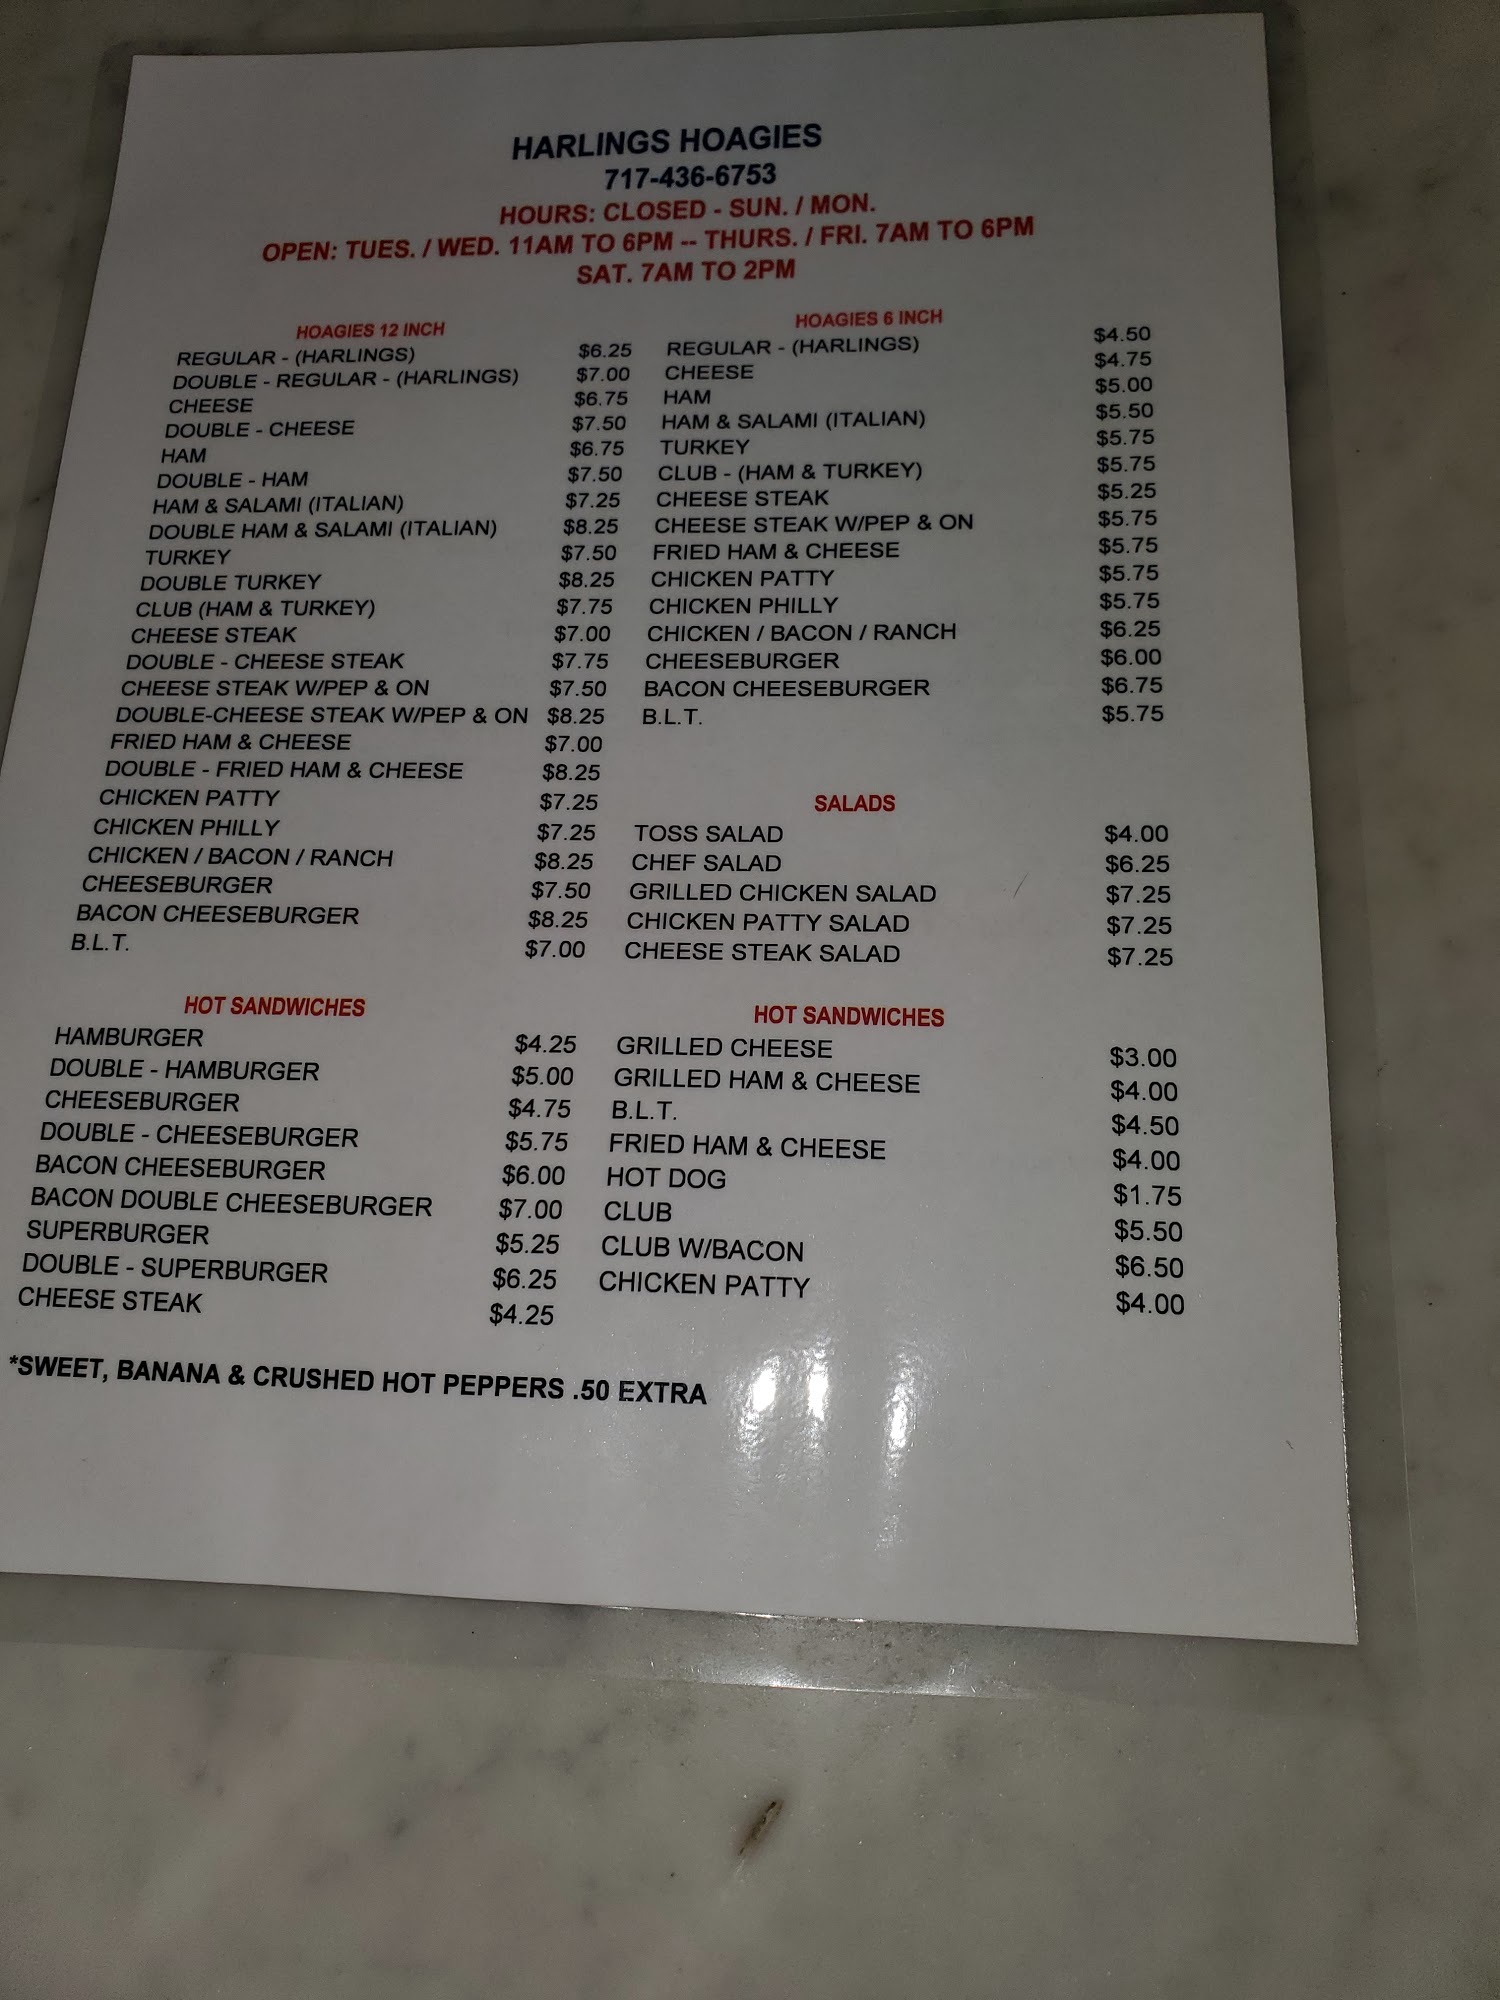 HARLINGS HOAGIES
717-436-6753
HOURS: CLOSED - SUN. / MON.
OPEN: TUES. / WED. 11AM TO 6PM -- THURS. / FRI. 7AM TO 6PM
SAT. 7AM TO 2PM
HOAGIES 12 INCH
REGULAR - (HARLINGS) $6.25
DOUBLE - REGULAR - (HARLINGS) $7.00
CHEESE $6.75
DOUBLE - CHEESE $7.50
HAM $6.75
DOUBLE - HAM $7.50
HAM & SALAMI (ITALIAN) $7.25
DOUBLE HAM & SALAMI (ITALIAN) $8.25
TURKEY $7.50
DOUBLE TURKEY $8.25
CLUB (HAM & TURKEY) $7.75
CHEESE STEAK $7.00
DOUBLE - CHEESE STEAK $7.75
CHEESE STEAK W/PEP & ON $7.50
DOUBLE-CHEESE STEAK W/PEP & ON $8.25
FRIED HAM & CHEESE $7.00
DOUBLE - FRIED HAM & CHEESE $8.25
CHICKEN PATTY $7.25
CHICKEN PHILLY $7.25
CHICKEN / BACON / RANCH $8.25
CHEESEBURGER $7.50
BACON CHEESEBURGER $8.25
B.L.T. $7.00
HOAGIES 6 INCH
REGULAR - (HARLINGS) $4.50
CHEESE $4.75
HAM $5.00
HAM & SALAMI (ITALIAN) $5.50
TURKEY $5.75
CLUB - (HAM & TURKEY) $5.75
CHEESE STEAK $5.25
CHEESE STEAK W/PEP & ON $5.75
FRIED HAM & CHEESE $5.75
CHICKEN PATTY $5.75
CHICKEN PHILLY $5.75
CHICKEN / BACON / RANCH $6.25
CHEESEBURGER $6.00
BACON CHEESEBURGER $6.75
B.L.T. $5.75
SALADS
TOSS SALAD $4.00
CHEF SALAD $6.25
GRILLED CHICKEN SALAD $7.25
CHICKEN PATTY SALAD $7.25
CHEESE STEAK SALAD $7.25
HOT SANDWICHES
HAMBURGER $4.25
DOUBLE - HAMBURGER $5.00
CHEESEBURGER $4.75
DOUBLE - CHEESEBURGER $5.75
BACON CHEESEBURGER $6.00
BACON DOUBLE CHEESEBURGER $7.00
SUPERBURGER $5.25
DOUBLE - SUPERBURGER $6.25
CHEESE STEAK $4.25
HOT SANDWICHES
GRILLED CHEESE $3.00
GRILLED HAM & CHEESE $4.00
B.L.T. $4.50
FRIED HAM & CHEESE $4.00
HOT DOG $1.75
CLUB $5.50
CLUB W/BACON $6.50
CHICKEN PATTY $4.00
*SWEET, BANANA & CRUSHED HOT PEPPERS .50 EXTRA